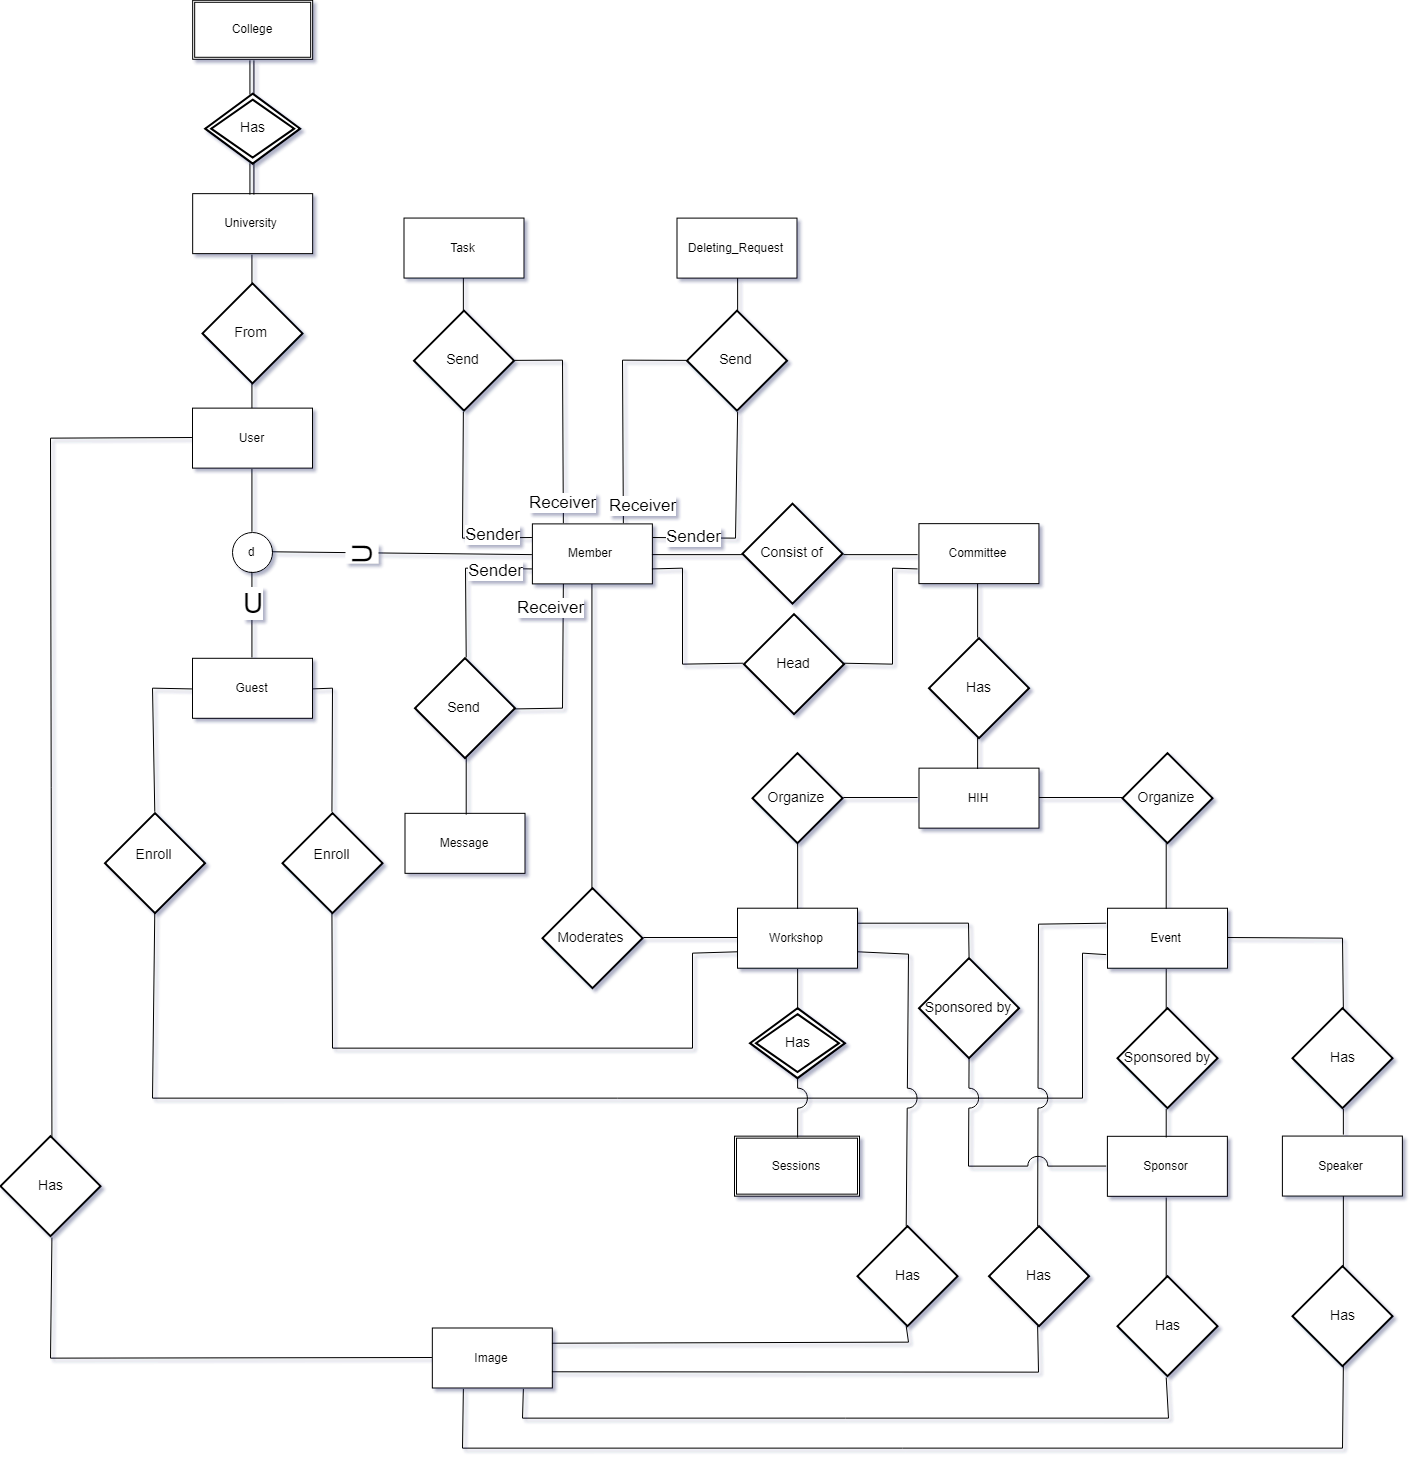 College
Has
University
Task
Deleting_Request
From
Send
Send
User
Receiver
Receiver
Sender
Sender
d
Member
Consist of
Committee
Sender
Receiver
Head
Guest
Send
Has
Organize
HIH
Organize
Message
Enroll
Enroll
Moderates
Workshop
Event
Sponsored by
Has
Sponsored by
Has
Sessions
Sponsor
Speaker
Has
Has
Has
Has
Has
Image